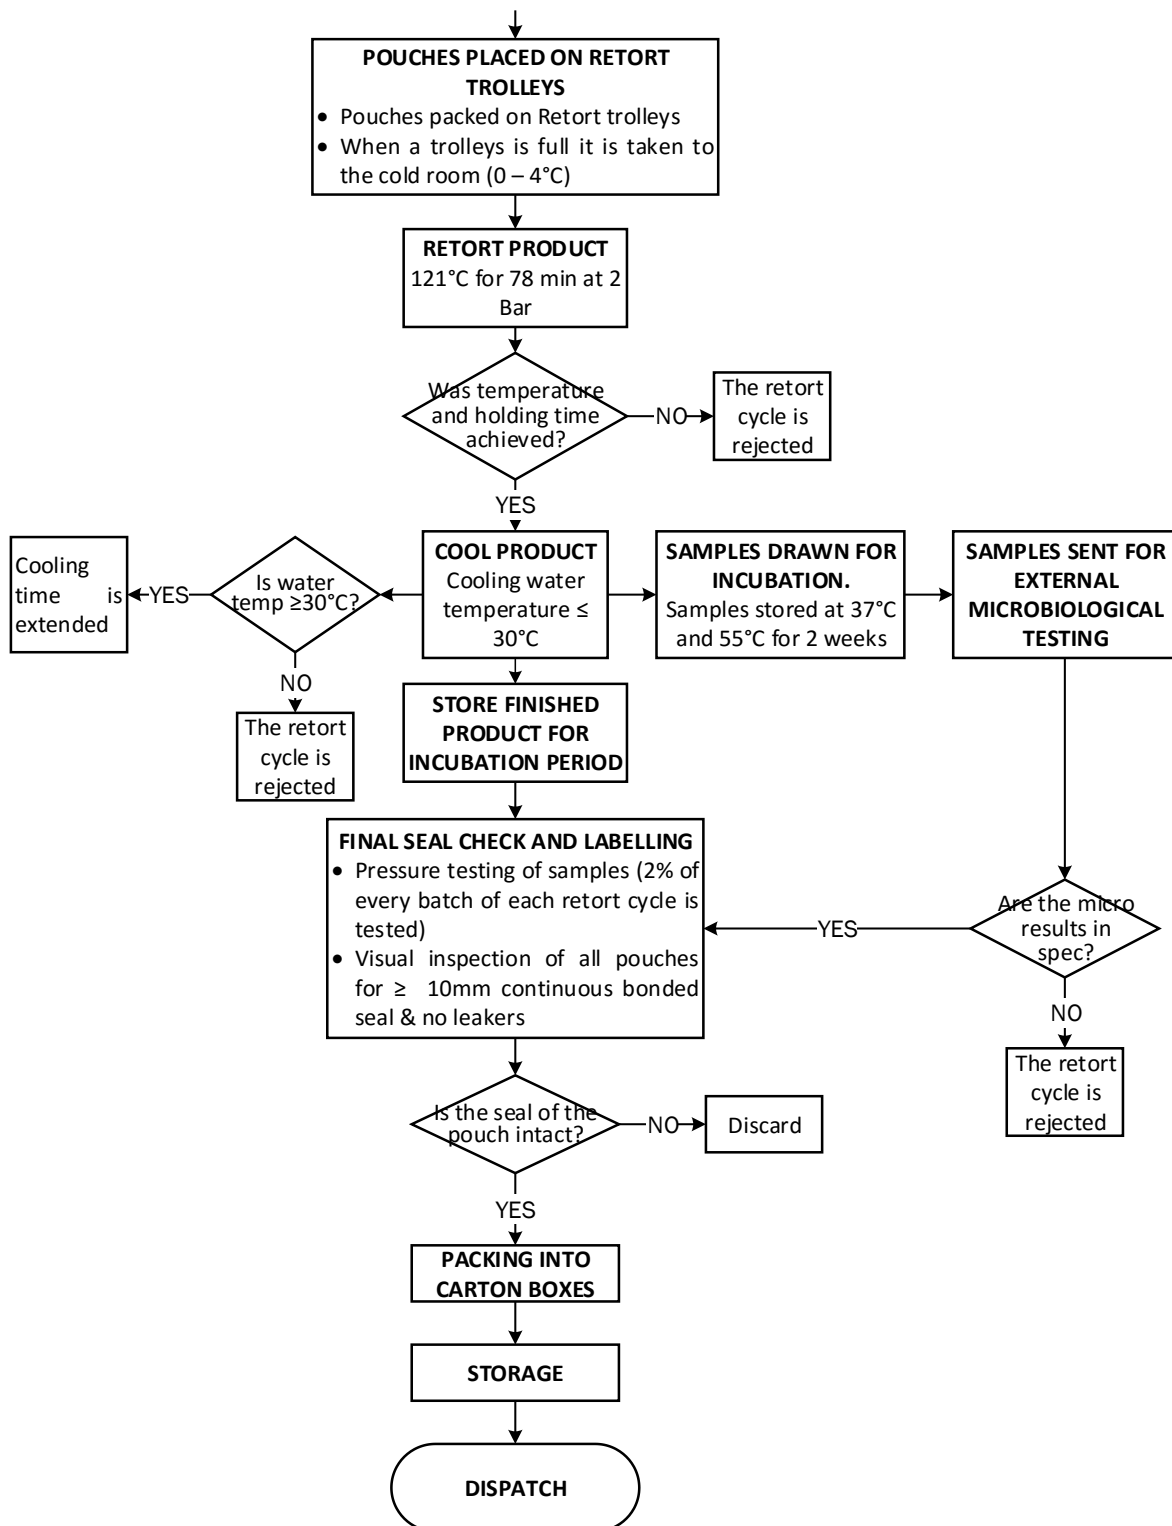 POUCHES PLACED ON RETORT
TROLLEYS
• Pouches packed on Retort trolleys
• When a trolleys is full it is taken to
the cold room (0 – 4°C)
RETORT PRODUCT
121°C for 78 min at 2
Bar
Was temperature
and holding time
achieved?
NO
The retort
cycle is
rejected
YES
Cooling
time is
extended
YES
Is water
temp ≥30°C?
COOL PRODUCT
Cooling water
temperature ≤
30°C
SAMPLES DRAWN FOR
INCUBATION.
Samples stored at 37°C
and 55°C for 2 weeks
SAMPLES SENT FOR
EXTERNAL
MICROBIOLOGICAL
TESTING
NO
The retort
cycle is
rejected
STORE FINISHED
PRODUCT FOR
INCUBATION PERIOD
FINAL SEAL CHECK AND LABELLING
• Pressure testing of samples (2% of
every batch of each retort cycle is
tested)
• Visual inspection of all pouches
for ≥ 10mm continuous bonded
seal & no leakers
YES
Are the micro
results in
spec?
NO
The retort
cycle is
rejected
Is the seal of the
pouch intact?
NO
Discard
YES
PACKING INTO
CARTON BOXES
STORAGE
DISPATCH